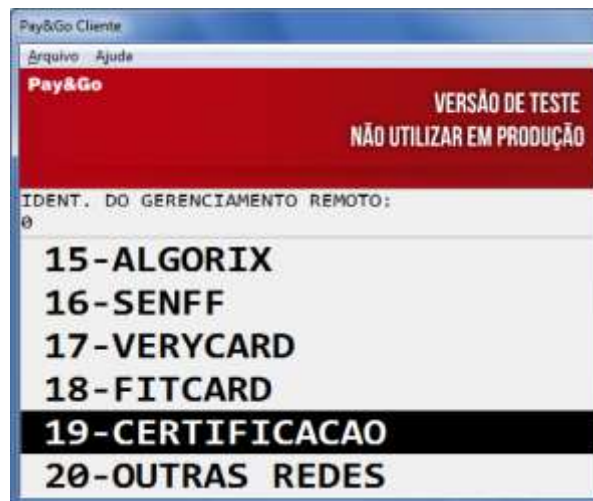 Pay&Go Cliente
Arquivo Ajuda
Pay&Go
VERSÃO DE TESTE
NÃO UTILIZAR EM PRODUÇÃO
IDENT. DO GERENCIAMENTO REMOTO:
0
15-ALGORIX
16-SENFF
17-VERYCARD
18-FITCARD
19-CERTIFICACAO
20-OUTRAS REDES